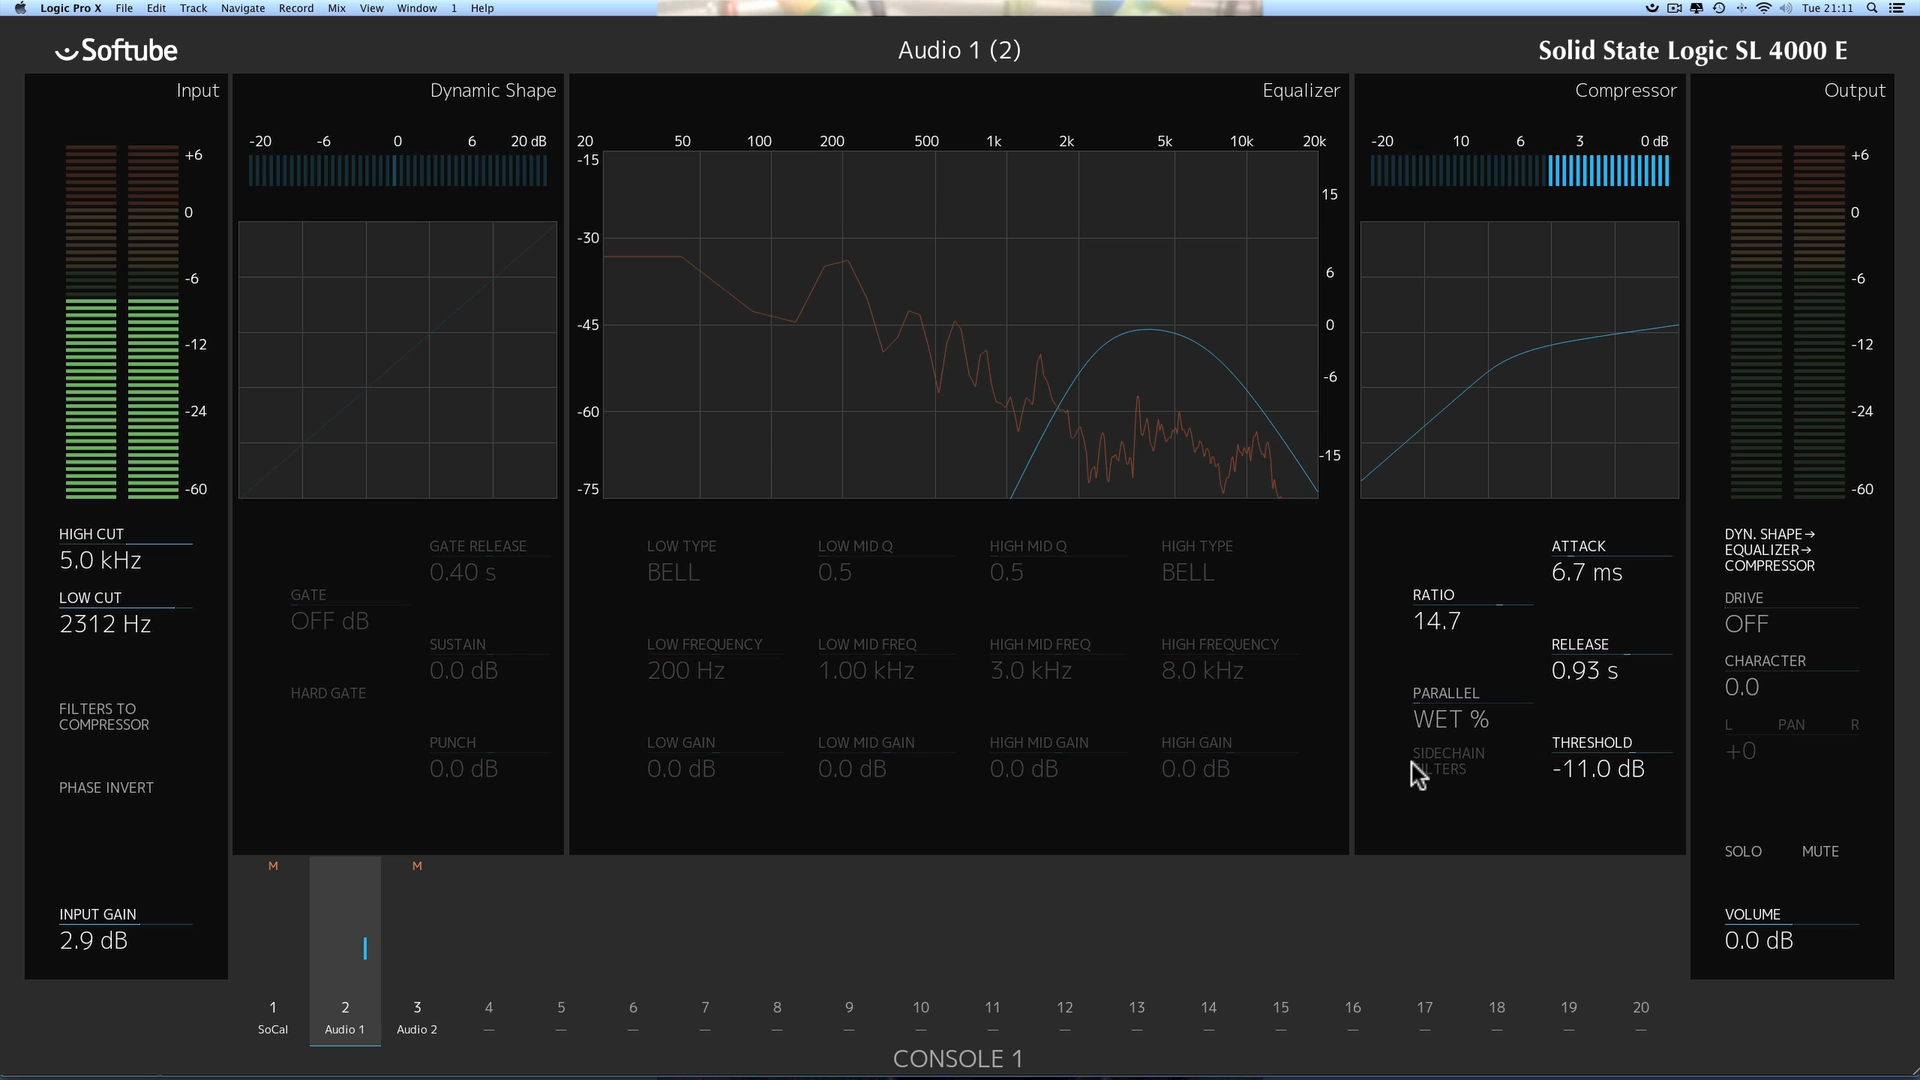 Logic Pro X File Edit Track Navigate Record Mix View Window 1 Help Tue 21:11
Softube
Audio 1 (2)
Solid State Logic SL 4000 E
Input
+6
0
-6
-12
-24
-60
HIGH CUT
5.0 kHz
LOW CUT
2312 Hz
FILTERS TO
COMPRESSOR
PHASE INVERT
INPUT GAIN
2.9 dB
Dynamic Shape
-20 -6 0 6 20 dB
GATE RELEASE
0.40 s
GATE
OFF dB
SUSTAIN
0.0 dB
HARD GATE
PUNCH
0.0 dB
Equalizer
20 50 100 200 500 1k 2k 5k 10k 20k
-15
-30
-45
-60
-75
15
6
0
-6
-15
LOW TYPE LOW MID Q HIGH MID Q HIGH TYPE
BELL 0.5 0.5 BELL
LOW FREQUENCY LOW MID FREQ HIGH MID FREQ HIGH FREQUENCY
200 Hz 1.00 kHz 3.0 kHz 8.0 kHz
LOW GAIN LOW MID GAIN HIGH MID GAIN HIGH GAIN
0.0 dB 0.0 dB 0.0 dB 0.0 dB
Compressor
-20 10 6 3 0 dB
ATTACK
6.7 ms
RATIO
14.7
RELEASE
0.93 s
PARALLEL
WET %
SIDECHAIN
THRESHOLD
-11.0 dB
Output
+6
0
-6
-12
-24
-60
DYN. SHAPE→
EQUALIZER→
COMPRESSOR
DRIVE
OFF
CHARACTER
0.0
L PAN R
+0
SOLO MUTE
VOLUME
0.0 dB
M M
1 2 3 4 5 6 7 8 9 10 11 12 13 14 15 16 17 18 19 20
SoCal Audio 1 Audio 2 — — — — — — — — — — — — — — — — —
CONSOLE 1